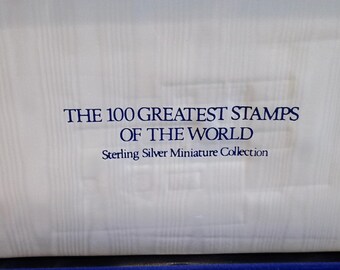 THE 100 GREATEST STAMPS
OF THE WORLD
Sterling Silver Miniature Collection